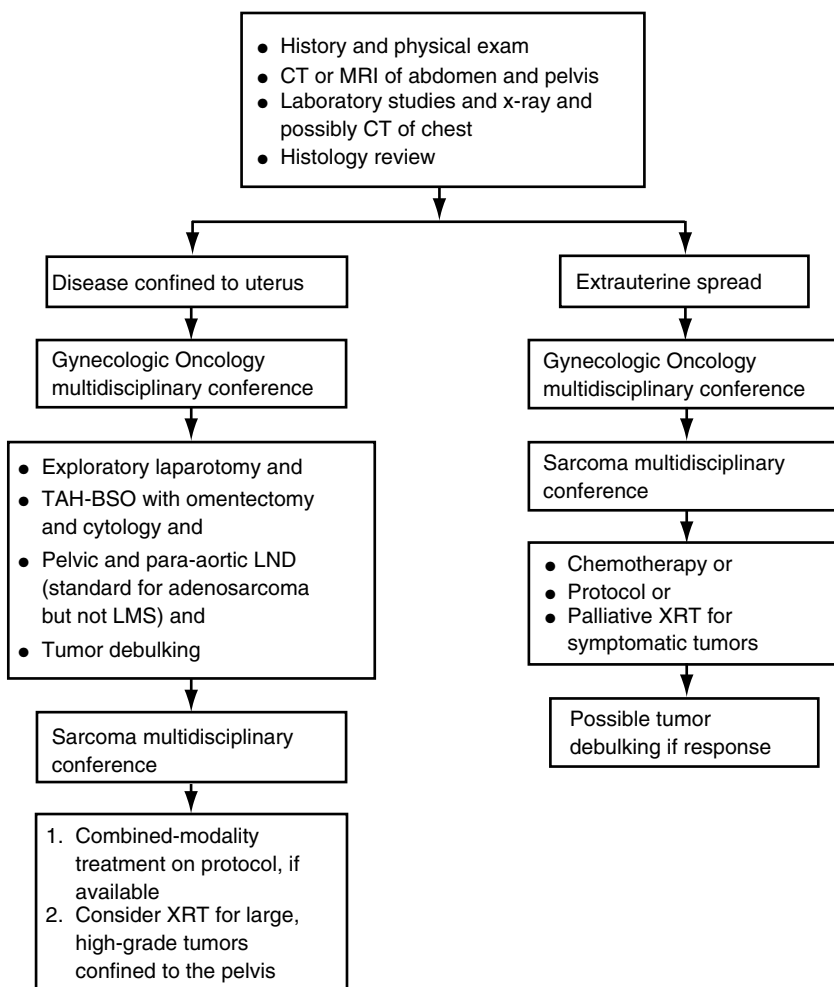 ● History and physical exam
● CT or MRI of abdomen and pelvis
● Laboratory studies and x-ray and
possibly CT of chest
● Histology review
Disease confined to uterus
Gynecologic Oncology
multidisciplinary conference
● Exploratory laparotomy and
● TAH-BSO with omentectomy
and cytology and
● Pelvic and para-aortic LND
(standard for adenosarcoma
but not LMS) and
● Tumor debulking
Sarcoma multidisciplinary
conference
1. Combined-modality
treatment on protocol, if
available
2. Consider XRT for large,
high-grade tumors
confined to the pelvis
Extrauterine spread
Gynecologic Oncology
multidisciplinary conference
Sarcoma multidisciplinary
conference
● Chemotherapy or
● Protocol or
● Palliative XRT for
symptomatic tumors
Possible tumor
debulking if response